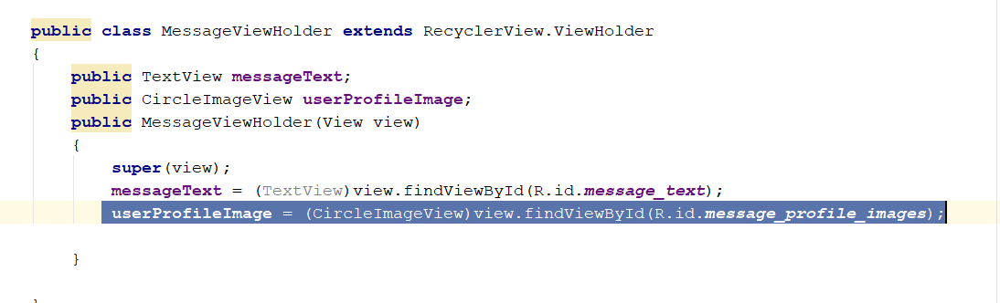 public class MessageViewHolder extends RecyclerView.ViewHolder
{
public TextView messageText;
public CircleImageView userProfileImage;
public MessageViewHolder(View view)
{
super(view);
messageText = (TextView)view.findViewById(R.id.message_text);
userProfileImage = (CircleImageView)view.findViewById(R.id.message_profile_images);
}